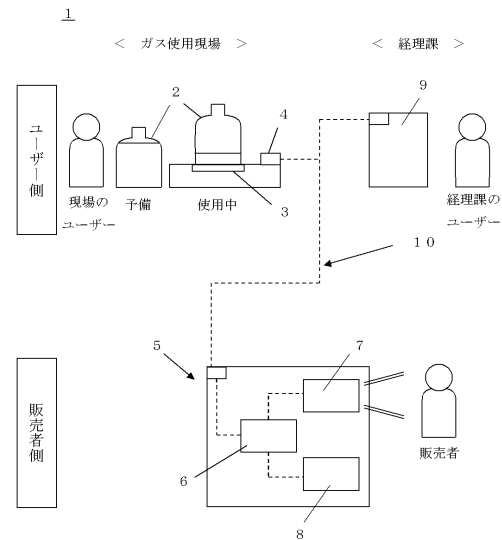 1
＜ ガス使用現場 ＞
＜ 経理課 ＞
ユーザー側
2
4
9
現場の
ユーザー
予備
使用中
3
経理課の
ユーザー
１０
販売者側
5
7
6
8
販売者